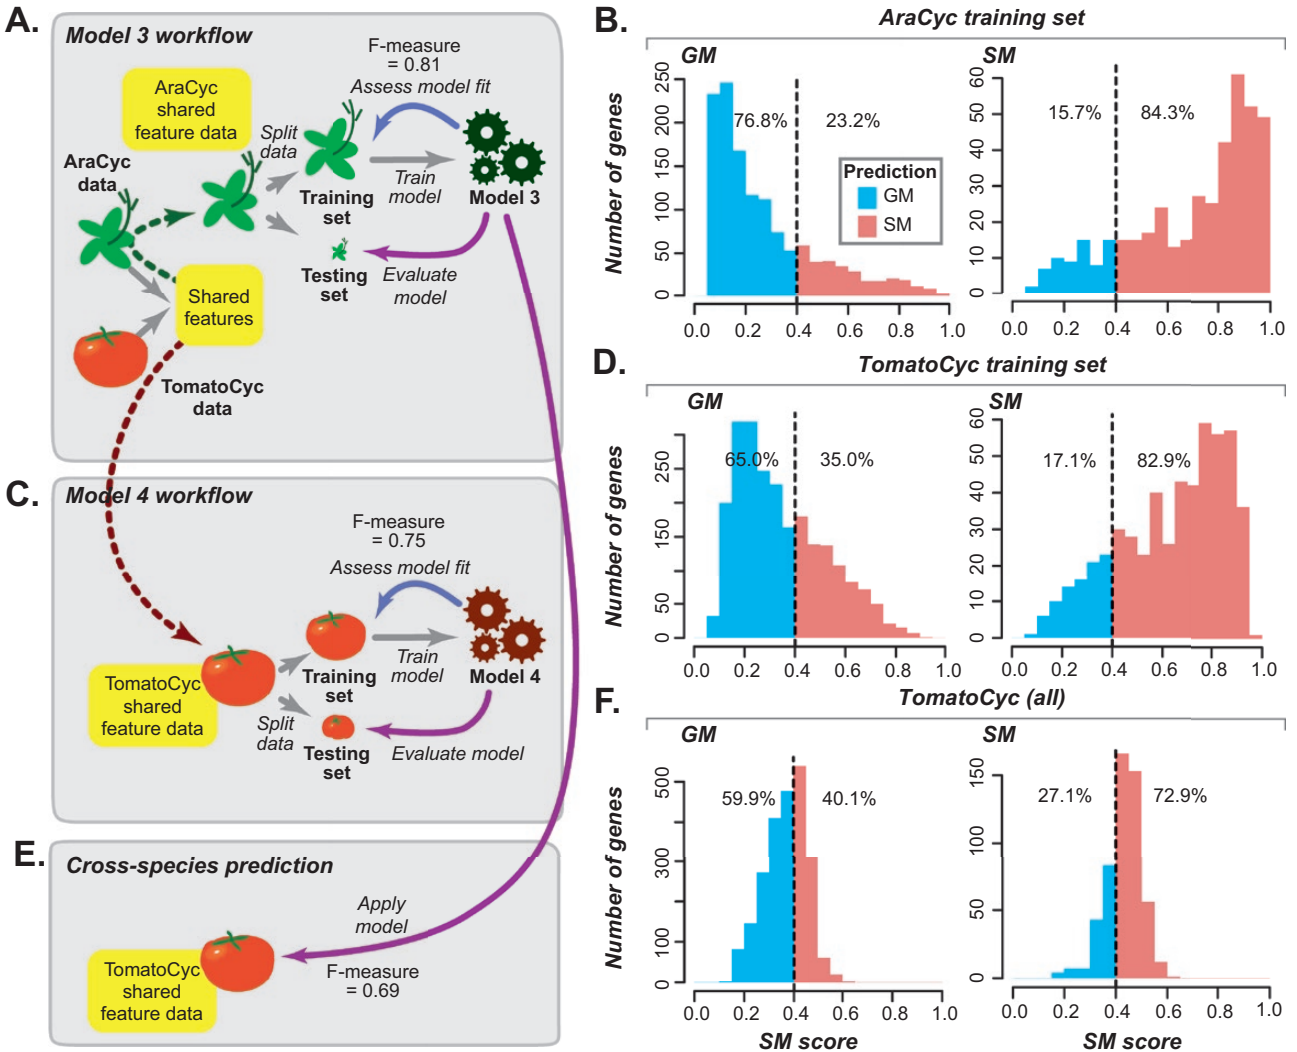 A.
Model 3 workflow
F-measure
= 0.81
Assess model fit
AraCyc
shared
feature data
Split
data
AraCyc
data
Train
model
Training
set
Model 3
Testing
set
Evaluate
model
Shared
features
TomatoCyc
data
B.
AraCyc training set
GM
SM
Number of genes
250
200
150
100
50
0
76.8%
23.2%
Prediction
GM
SM
0.0 0.2 0.4 0.6 0.8 1.0
60
50
40
30
20
10
0
15.7%
84.3%
0.0 0.2 0.4 0.6 0.8 1.0
C.
Model 4 workflow
F-measure
= 0.75
Assess model fit
Train
model
Training
set
Model 4
TomatoCyc
shared
feature data
Split
data
Testing
set
Evaluate model
D.
TomatoCyc training set
GM
SM
Number of genes
250
150
50
0
65.0%
35.0%
0.0 0.2 0.4 0.6 0.8 1.0
60
50
40
30
20
10
0
17.1%
82.9%
0.0 0.2 0.4 0.6 0.8 1.0
E.
Cross-species prediction
Apply
model
F-measure
= 0.69
TomatoCyc
shared
feature data
F.
TomatoCyc (all)
GM
SM
Number of genes
500
300
100
0
59.9%
40.1%
0.0 0.2 0.4 0.6 0.8 1.0
SM score
150
100
50
0
27.1%
72.9%
0.0 0.2 0.4 0.6 0.8 1.0
SM score